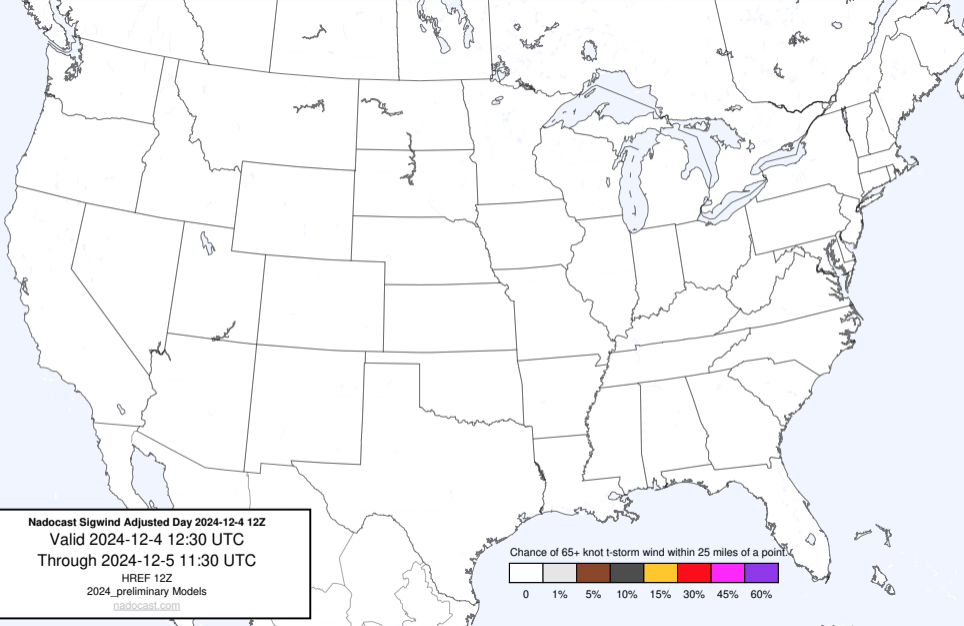 Nadocast Sigwind Adjusted Day 2024-12-4 12Z
Valid 2024-12-4 12:30 UTC
Through 2024-12-5 11:30 UTC
HREF 12Z
2024_preliminary Models
nadocast.com
Chance of 65+ knot t-storm wind within 25 miles of a point.
0 1% 5% 10% 15% 30% 45% 60%